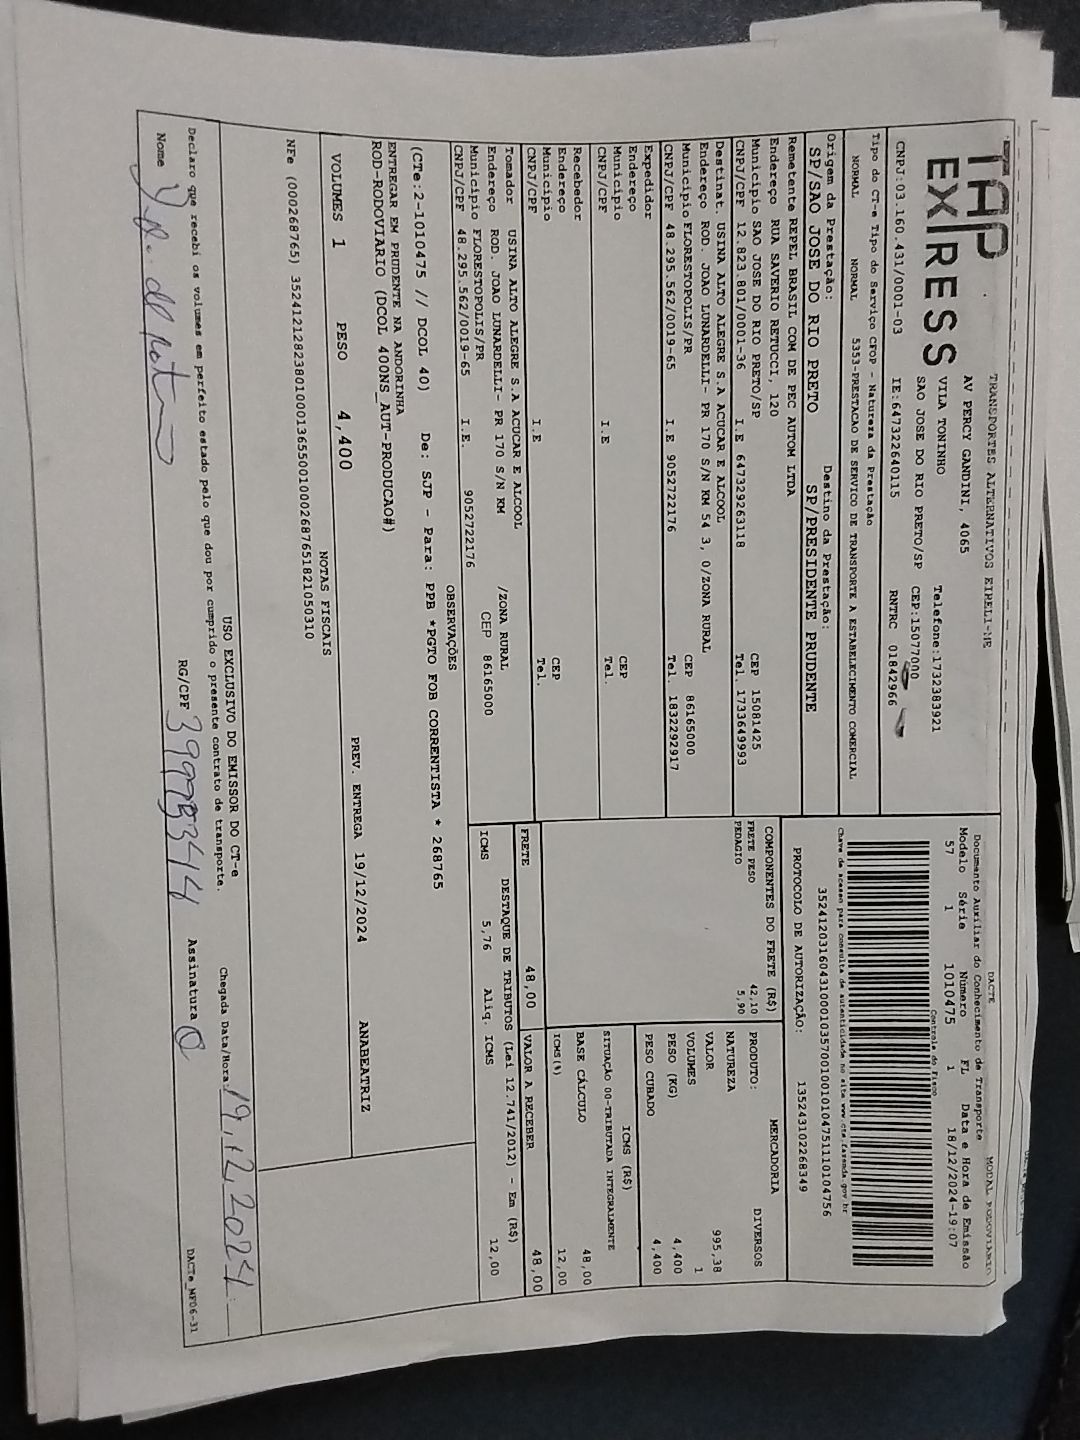 TAP
EXPRESS
TRANSPORTES ALTERNATIVOS EIRELI-ME
AV PERCY GANDINI, 4065
VILA TONINHO Telefone:1732383921
SAO JOSE DO RIO PRETO/SP CEP:15077000
CNPJ:03.160.431/0001-03 IE:647322640115 RNTRC 01842966
Tipo do CT-e Tipo do Serviço CFOP - Natureza da Prestação
NORMAL NORMAL 5353-PRESTACAO DE SERVICO DE TRANSPORTE A ESTABELECIMENTO COMERCIAL
Origem da Prestação: Destino da Prestação:
SP/SAO JOSE DO RIO PRETO SP/PRESIDENTE PRUDENTE
DACTE MODAL RODOVIARIO
Documento Auxiliar do Conhecimento de Transporte
Modelo Série Número FL Data e Hora de Emissão
57 1 1010475 1 18/12/2024-19:07
Controle do Fisco
Chave de acesso para consulta de autenticidade no site www.cte.fazenda.gov.br
PROTOCOLO DE AUTORIZAÇÃO: 135243102268349
Remetente REPEL BRASIL COM DE PEC AUTOM LTDA
Endereço RUA SAVERIO RETUCCI, 120
Município SAO JOSE DO RIO PRETO/SP CEP 15081425
CNPJ/CPF 12.823.801/0001-36 I.E 647329263118 Tel. 1733649993
Destinat. USINA ALTO ALEGRE S.A ACUCAR E ALCOOL
Endereço ROD. JOAO LUNARDELLI- PR 170 S/N KM 54 3, 0/ZONA RURAL
Município FLORESTOPOLIS/PR CEP 86165000
CNPJ/CPF 48.295.562/0019-65 I.E 9052722176 Tel. 1832292917
Expedidor
Endereço
Município CEP
CNPJ/CPF I.E Tel.
Recebedor
Endereço
Município CEP
CNPJ/CPF I.E Tel.
Tomador USINA ALTO ALEGRE S.A ACUCAR E ALCOOL
Endereço ROD. JOAO LUNARDELLI- PR 170 S/N KM /ZONA RURAL
Município FLORESTOPOLIS/PR CEP 86165000
CNPJ/CPF 48.295.562/0019-65 I.E. 9052722176
COMPONENTES DO FRETE (R$)
FRETE PESO 42,10
PEDAGIO 5,90
MERCADORIA
PRODUTO: DIVERSOS
NATUREZA
VALOR 995,38
VOLUMES 1
PESO (KG) 4,400
PESO CUBADO 4,400
ICMS (R$)
SITUAÇÃO 00-TRIBUTADA INTEGRALMENTE
BASE CÁLCULO 48,00
ICMS(%) 12,00
FRETE 48,00 VALOR A RECEBER 48,00
DESTAQUE DE TRIBUTOS (Lei 12.741/2012) - Em (R$)
ICMS 5,76 Aliq. ICMS 12,00
OBSERVAÇÕES
(CTe:2-1010475 // DCOL 40) De: SJP - Para: PPB *PGTO FOB CORRENTISTA * 268765
ENTREGAR EM PRUDENTE NA ANDORINHA
ROD-RODOVIARIO (DCOL 400NS_AUT-PRODUCAO#)
VOLUMES 1 PESO 4,400 PREV. ENTREGA 19/12/2024 ANABEATRIZ
NOTAS FISCAIS
NFe (000268765) 35241212823801000136550010002687651821050310
USO EXCLUSIVO DO EMISSOR DO CT-e
Declaro que recebi os volumes em perfeito estado pelo que dou por cumprido o presente contrato de transporte. Chegada Data/Hora: 19,12,2024 :
Nome RG/CPF Assinatura
DACTe_MFD6-31